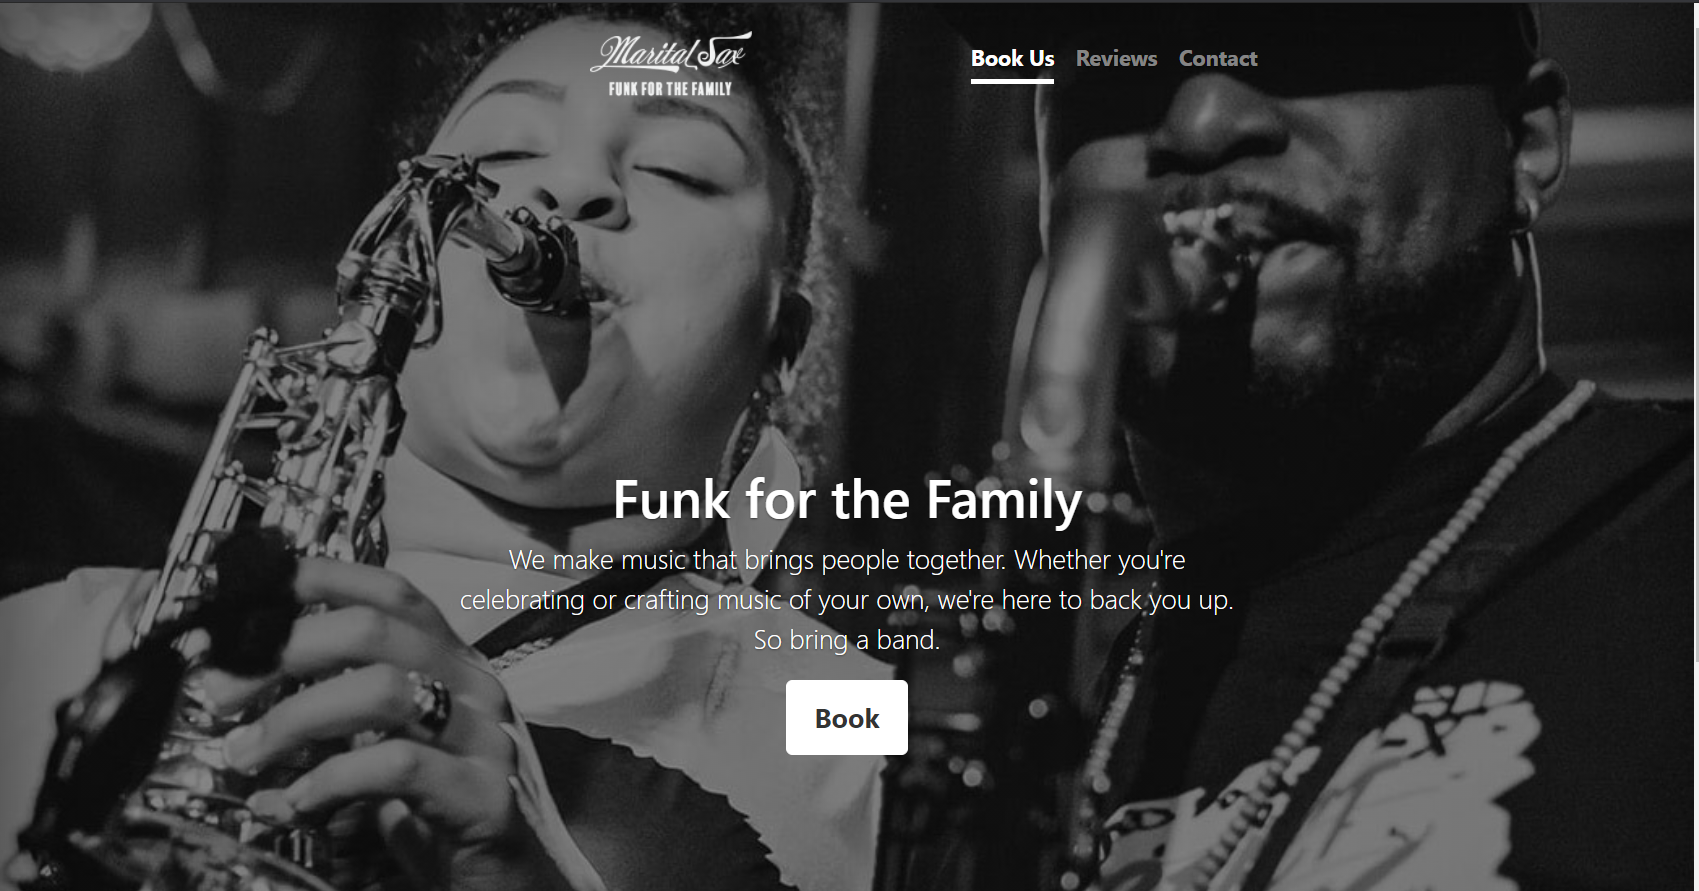 Marital Sax
FUNK FOR THE FAMILY
Book Us Reviews Contact
Funk for the Family
We make music that brings people together. Whether you're
celebrating or crafting music of your own, we're here to back you up.
So bring a band.
Book